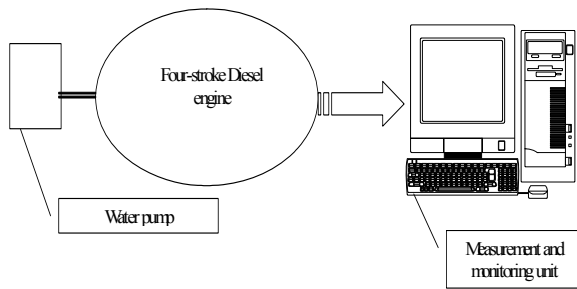 Four-stroke Diesel
engine
Water pump
Measurement and
monitoring unit